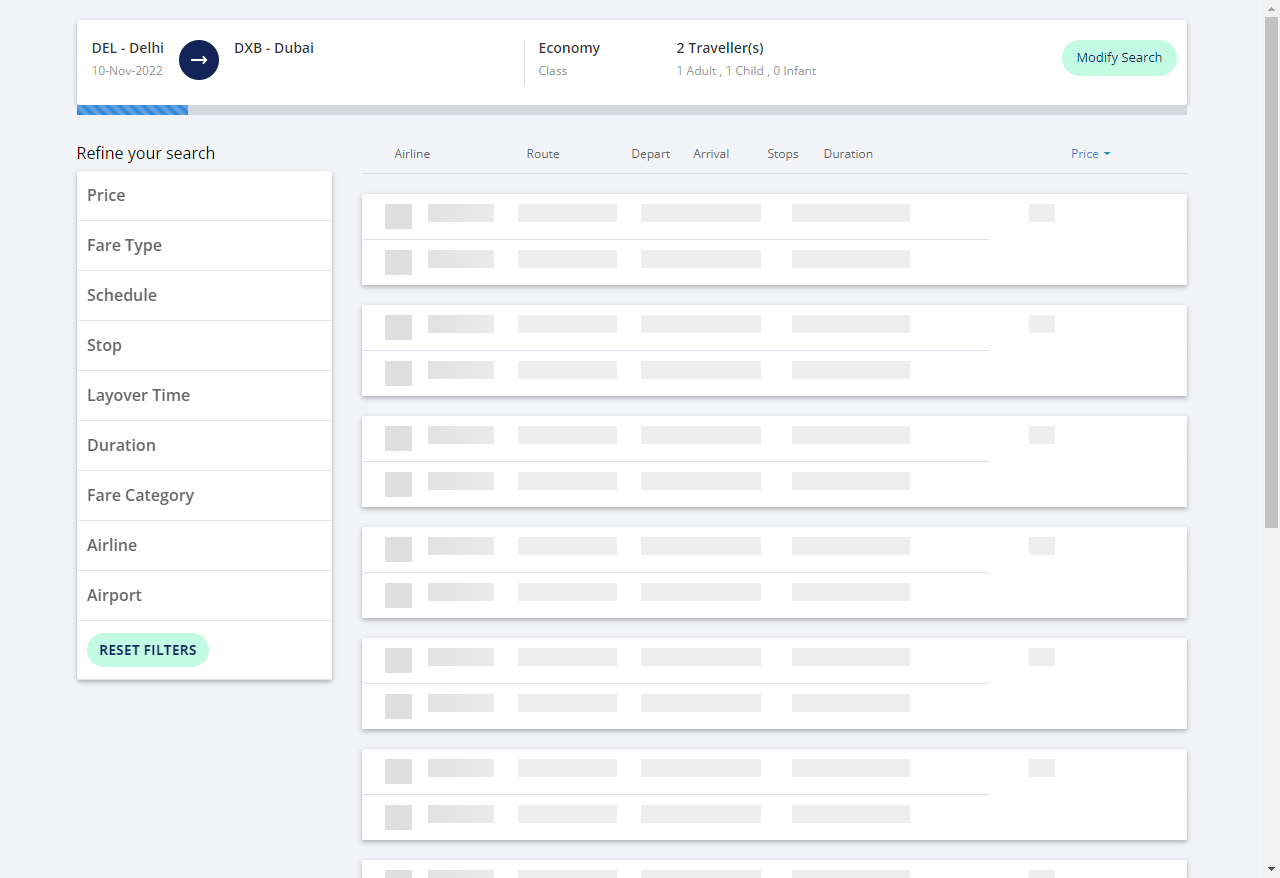 DEL - Delhi
10-Nov-2022
DXB - Dubai
Economy
Class
2 Traveller(s)
1 Adult , 1 Child , 0 Infant
Modify Search
Refine your search
Price
Fare Type
Schedule
Stop
Layover Time
Duration
Fare Category
Airline
Airport
RESET FILTERS
Airline Route Depart Arrival Stops Duration Price